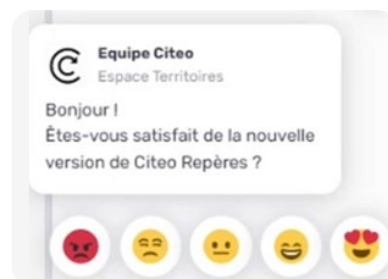 Equipe Citeo
Espace Territoires
Bonjour !
Êtes-vous satisfait de la nouvelle
version de Citeo Repères ?